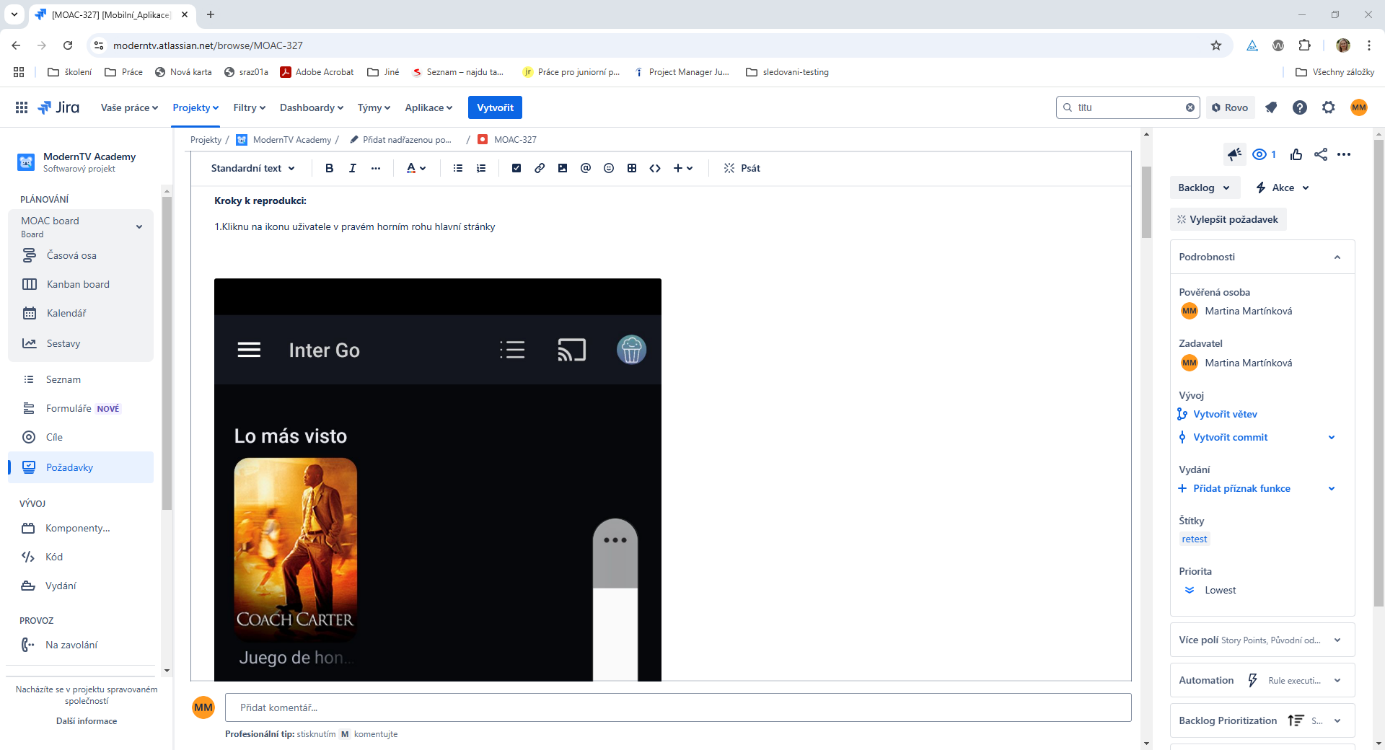 [MOAC-327] [Mobilní_Aplikace]
moderntv.atlassian.net/browse/MOAC-327
školení
Práce
Nová karta
sraz01a
Adobe Acrobat
Jiné
Seznam – najdu ta...
jr
Práce pro juniorní p...
Project Manager Ju...
sledovani-testing
Všechny záložky
Jira
Vaše práce
Projekty
Filtry
Dashboardy
Týmy
Aplikace
Vytvořit
titu
Rovo
MM
ModernTV Academy
Softwarový projekt
PLÁNOVÁNÍ
MOAC board
Board
Časová osa
Kanban board
Kalendář
Sestavy
Seznam
Formuláře NOVÉ
Cíle
Požadavky
VÝVOJ
Komponenty...
Kód
Vydání
PROVOZ
Na zavolání
Nacházíte se v projektu spravovaném
společností
Další informace
Projekty / ModernTV Academy / Přidat nadřazenou po... / MOAC-327
Standardní text
B
I
A
Psát
Kroky k reprodukci:
1.Kliknu na ikonu uživatele v pravém horním rohu hlavní stránky
Inter Go
Lo más visto
COACH CARTER
Juego de hon...
MM
Přidat komentář...
Profesionální tip: stisknutím M komentujte
1
Backlog
Akce
Vylepšit požadavek
Podrobnosti
Pověřená osoba
MM Martina Martínková
Zadavatel
MM Martina Martínková
Vývoj
Vytvořit větev
Vytvořit commit
Vydání
Přidat příznak funkce
Štítky
retest
Priorita
Lowest
Více polí Story Points, Původní od...
Automation Rule executi...
Backlog Prioritization S...